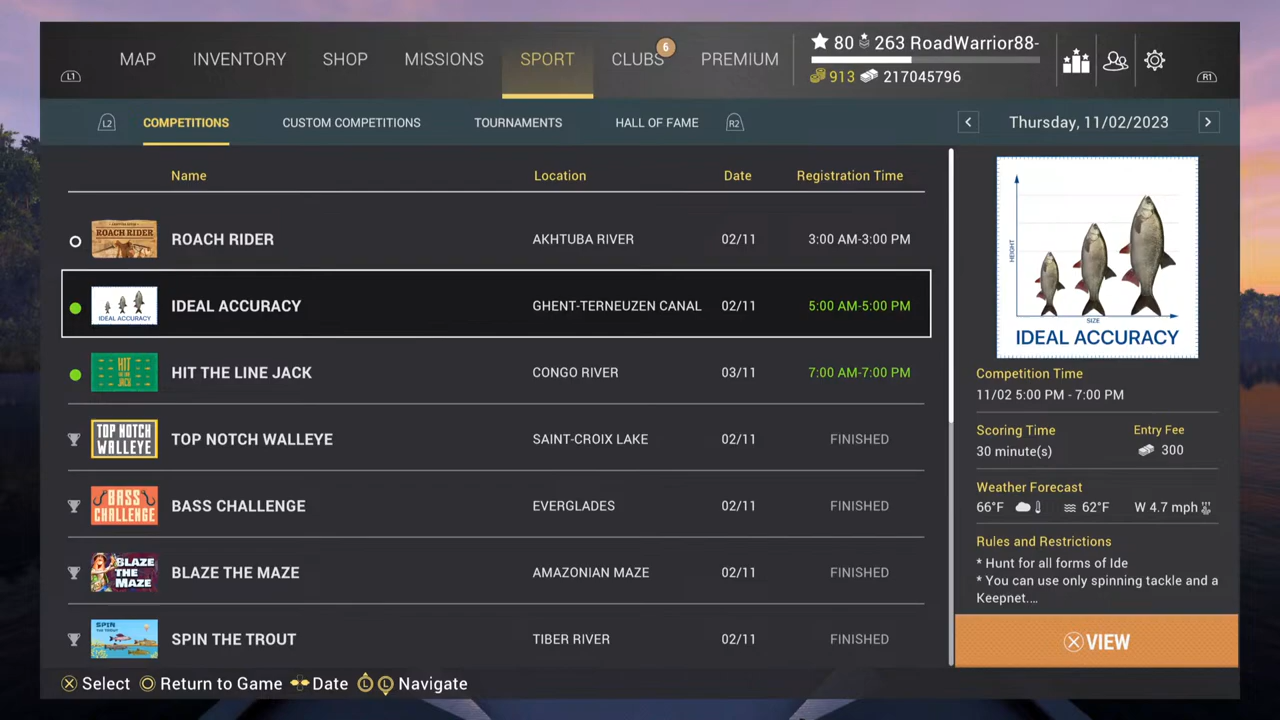 L1
MAP INVENTORY SHOP MISSIONS SPORT CLUBS 6 PREMIUM
80 263 RoadWarrior88-
913 217045796
R1
L2 COMPETITIONS CUSTOM COMPETITIONS TOURNAMENTS HALL OF FAME R2
< Thursday, 11/02/2023 >
Name Location Date Registration Time
ROACH RIDER ROACH RIDER AKHTUBA RIVER 02/11 3:00 AM-3:00 PM
IDEAL ACCURACY IDEAL ACCURACY GHENT-TERNEUZEN CANAL 02/11 5:00 AM-5:00 PM
HIT THE LINE JACK HIT THE LINE JACK CONGO RIVER 03/11 7:00 AM-7:00 PM
TOP NOTCH WALLEYE TOP NOTCH WALLEYE SAINT-CROIX LAKE 02/11 FINISHED
BASS CHALLENGE BASS CHALLENGE EVERGLADES 02/11 FINISHED
BLAZE THE MAZE BLAZE THE MAZE AMAZONIAN MAZE 02/11 FINISHED
SPIN THE TROUT SPIN THE TROUT TIBER RIVER 02/11 FINISHED
HEIGHT
SIZE
IDEAL ACCURACY
Competition Time
11/02 5:00 PM - 7:00 PM
Scoring Time Entry Fee
30 minute(s) 300
Weather Forecast
66°F 62°F W 4.7 mph
Rules and Restrictions
* Hunt for all forms of Ide
* You can use only spinning tackle and a
Keepnet....
VIEW
Select Return to Game Date L L Navigate